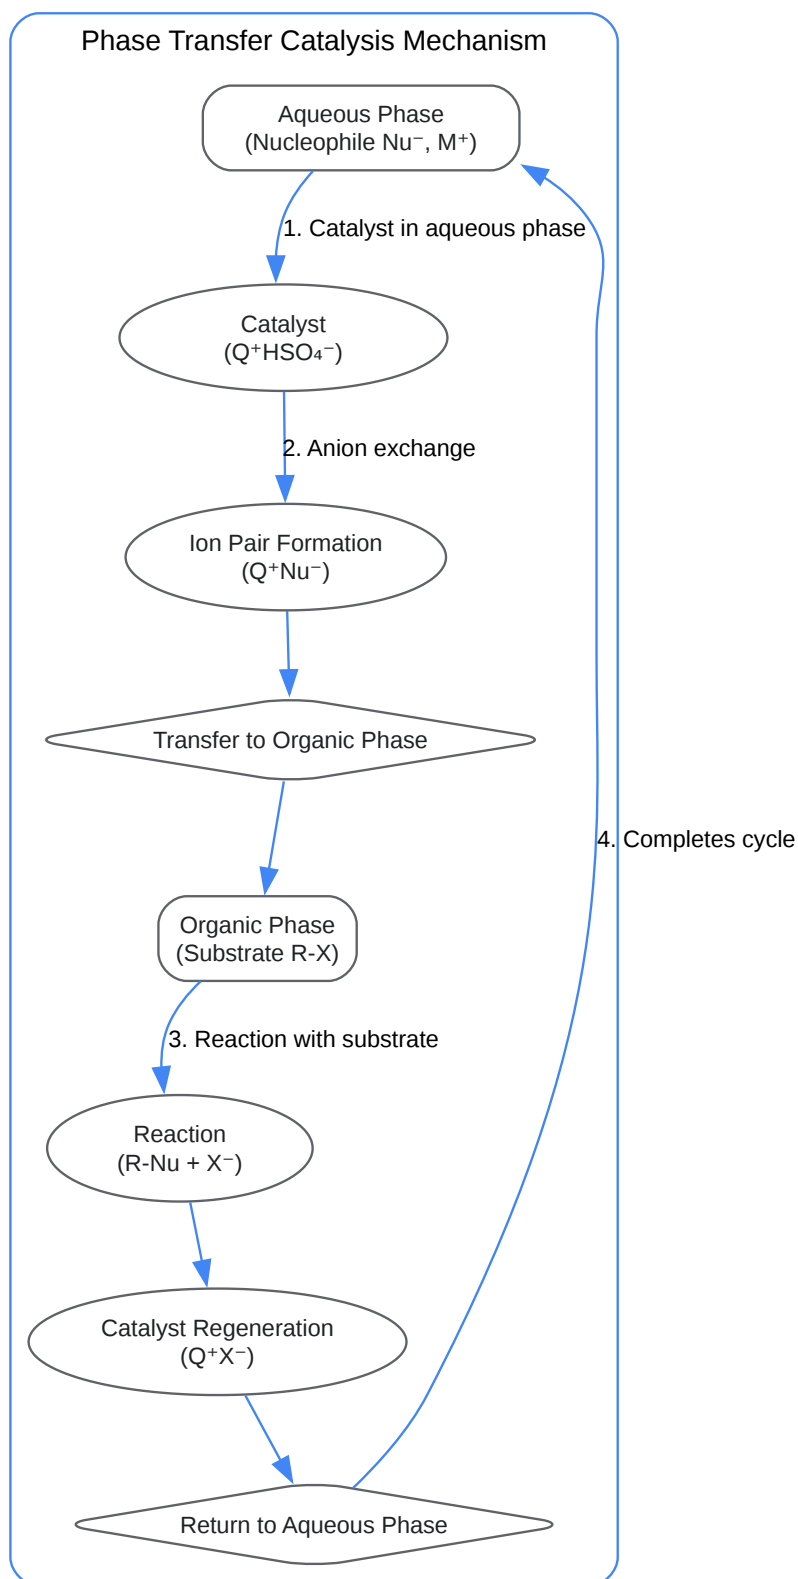 Phase Transfer Catalysis Mechanism
Aqueous Phase
(Nucleophile Nu⁻, M⁺)
1. Catalyst in aqueous phase
Catalyst
(Q⁺HSO₄⁻)
2. Anion exchange
Ion Pair Formation
(Q⁺Nu⁻)
Transfer to Organic Phase
4. Completes cycle
Organic Phase
(Substrate R-X)
3. Reaction with substrate
Reaction
(R-Nu + X⁻)
Catalyst Regeneration
(Q⁺X⁻)
Return to Aqueous Phase